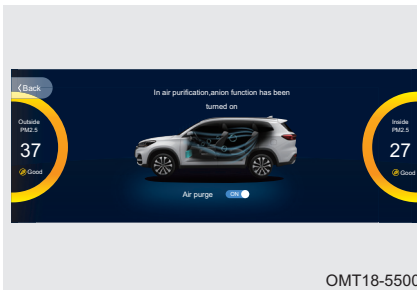 Back
In air purification,anion function has been
turned on
Outside
PM2.5
37
Good
Inside
PM2.5
27
Good
Air purge ON
OMT18-5500